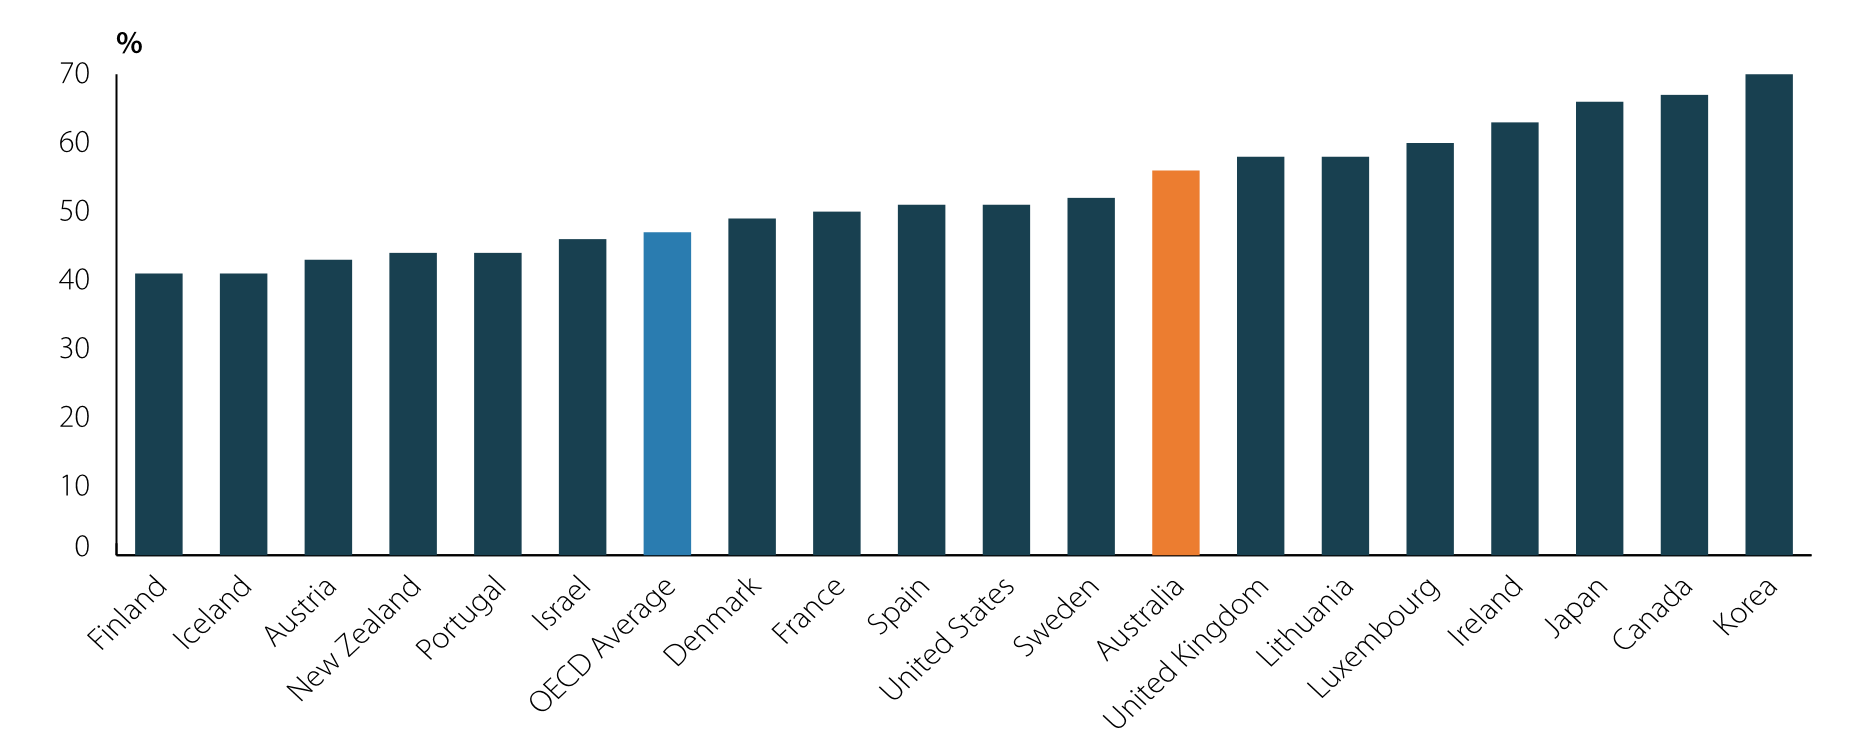 %
70
60
50
40
30
20
10
0
Finland
Iceland
Austria
New Zealand
Portugal
Israel
OECD Average
Denmark
France
Spain
United States
Sweden
Australia
United Kingdom
Lithuania
Luxembourg
Ireland
Japan
Canada
Korea